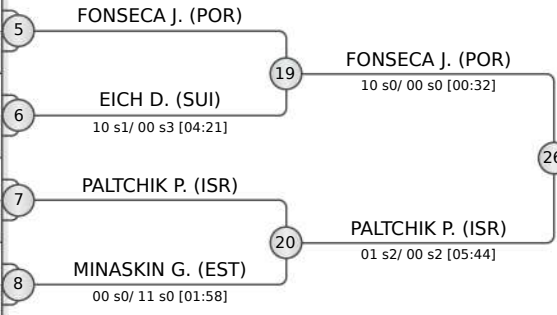 FONSECA J. (POR)
5
19
FONSECA J. (POR)
10 s0/ 00 s0 [00:32]
EICH D. (SUI)
6
10 s1/ 00 s3 [04:21]
26
PALTCHIK P. (ISR)
7
20
PALTCHIK P. (ISR)
01 s2/ 00 s2 [05:44]
MINASKIN G. (EST)
8
00 s0/ 11 s0 [01:58]